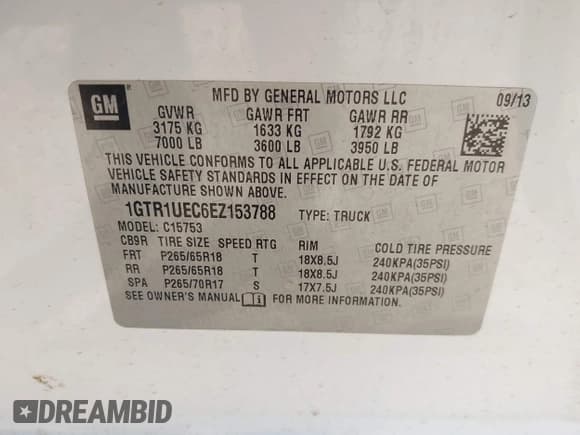 GM
MFD BY GENERAL MOTORS LLC 09/13
GVWR GAWR FRT GAWR RR
3175 KG 1633 KG 1792 KG
7000 LB 3600 LB 3950 LB
THIS VEHICLE CONFORMS TO ALL APPLICABLE U.S. FEDERAL MOTOR
VEHICLE SAFETY STANDARDS IN EFFECT ON THE DATE OF
MANUFACTURE SHOWN ABOVE.
1GTR1UEC6EZ153788 TYPE: TRUCK
MODEL: C15753
CB9R TIRE SIZE SPEED RTG RIM COLD TIRE PRESSURE
FRT P265/65R18 T 18X8.5J 240KPA(35PSI)
RR P265/65R18 T 18X8.5J 240KPA(35PSI)
SPA P265/70R17 S 17X7.5J 240KPA(35PSI)
SEE OWNER'S MANUAL FOR MORE INFORMATION.
DREAMBID